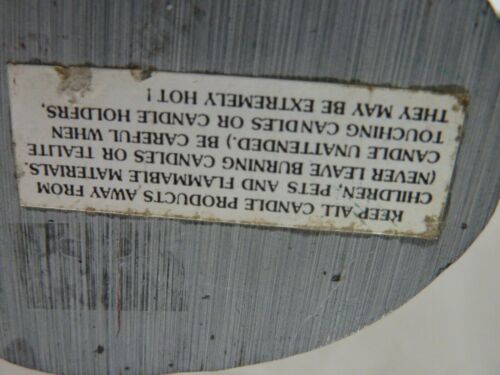 KEEP ALL CANDLE PRODUCTS AWAY FROM
CHILDREN, PETS AND FLAMMABLE MATERIALS.
(NEVER LEAVE BURNING CANDLES OR TEALITE
CANDLE UNATTENDED.) BE CAREFUL WHEN
TOUCHING CANDLES OR CANDLE HOLDERS,
THEY MAY BE EXTREMELY HOT !